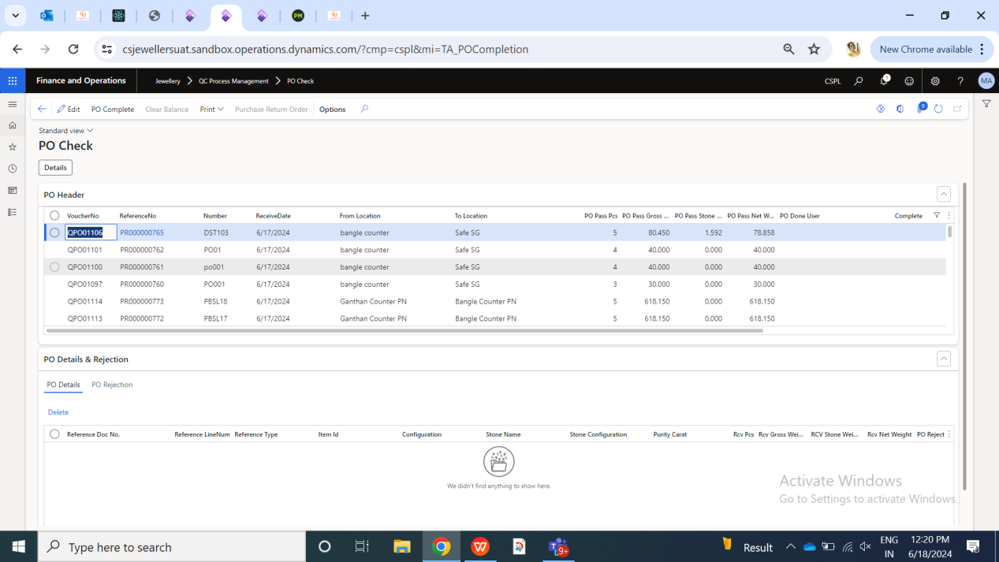 PM
csjewellersuat.sandbox.operations.dynamics.com/?cmp=cspl&mi=TA_POCompletion
New Chrome available
Finance and Operations
Jewellery > QC Process Management > PO Check
CSPL
1
?
MA
Edit PO Complete Clear Balance Print Purchase Return Order Options
0
Standard view
PO Check
Details
PO Header
VoucherNo ReferenceNo Number ReceiveDate From Location To Location PO Pass Pcs PO Pass Gross ... PO Pass Stone ... PO Pass Net W... PO Done User Complete
QPO01106 PR000000765 DST103 6/17/2024 bangle counter Safe SG 5 80.450 1.592 78.858
QPO01101 PR000000762 PO01 6/17/2024 bangle counter Safe SG 4 40.000 0.000 40.000
QPO01100 PR000000761 po001 6/17/2024 bangle counter Safe SG 4 40.000 0.000 40.000
QPO01097 PR000000760 PO001 6/17/2024 bangle counter Safe SG 3 30.000 0.000 30.000
QPO01114 PR000000773 PBSL18 6/17/2024 Ganthan Counter PN Bangle Counter PN 5 618.150 0.000 618.150
QPO01113 PR000000772 PBSL17 6/17/2024 Ganthan Counter PN Bangle Counter PN 5 618.150 0.000 618.150
PO Details & Rejection
PO Details PO Rejection
Delete
Reference Doc No. Reference LineNum Reference Type Item Id Configuration Stone Name Stone Configuration Purity Carat Rcv Pcs Rcv Gross Wei... RCV Stone Wei... Rcv Net Weight PO Reject
We didn't find anything to show here.
Activate Windows
Go to Settings to activate Windows.
Type here to search
9+
Result
ENG
IN
12:20 PM
6/18/2024